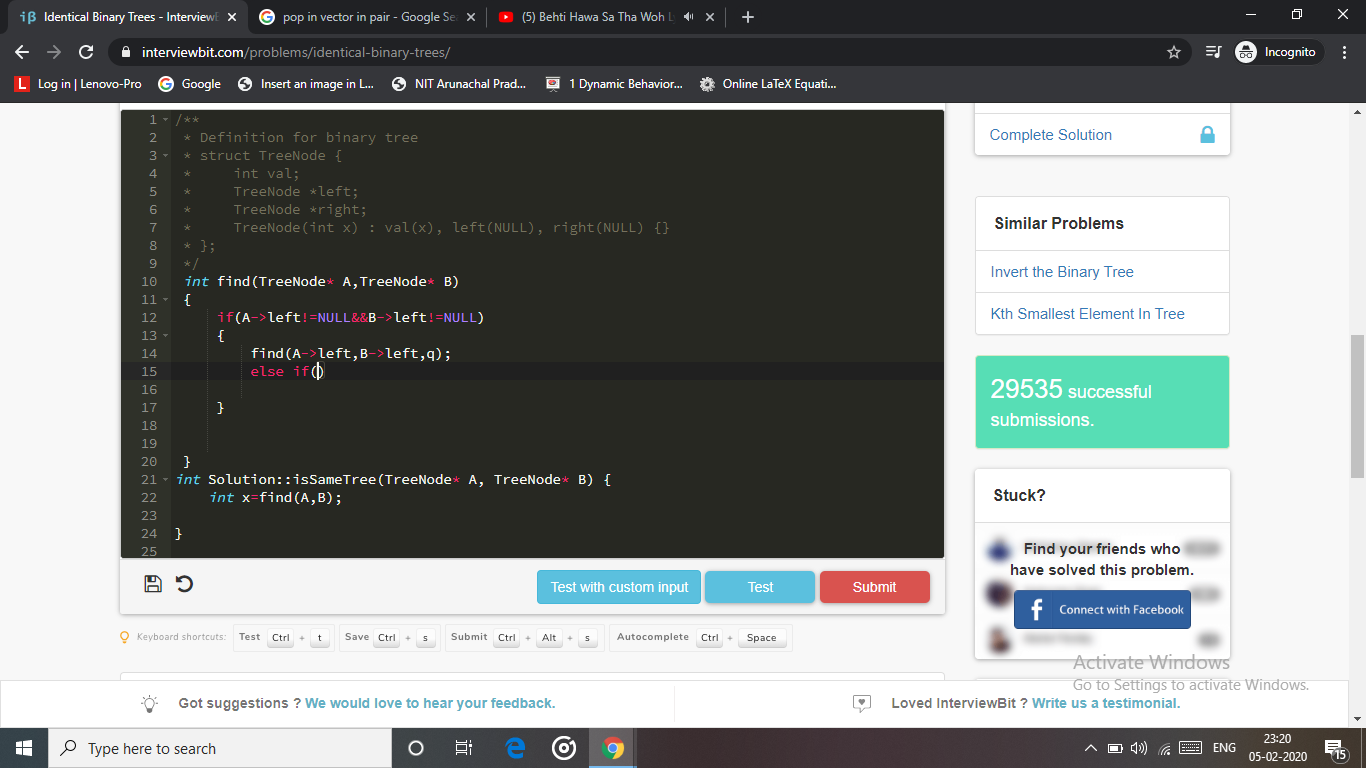 Identical Binary Trees - Interview
pop in vector in pair - Google Se
(5) Behti Hawa Sa Tha Woh L
interviewbit.com/problems/identical-binary-trees/
Incognito
L Log in | Lenovo-Pro
Google
Insert an image in L...
NIT Arunachal Prad...
1 Dynamic Behavior...
Online LaTeX Equati...
1 /**
2 * Definition for binary tree
3 * struct TreeNode {
4 * int val;
5 * TreeNode *left;
6 * TreeNode *right;
7 * TreeNode(int x) : val(x), left(NULL), right(NULL) {}
8 * };
9 */
10 int find(TreeNode* A,TreeNode* B)
11 {
12 if(A->left!=NULL&&B->left!=NULL)
13 {
14 find(A->left,B->left,q);
15 else if()
16
17 }
18
19
20 }
21 int Solution::isSameTree(TreeNode* A, TreeNode* B) {
22 int x=find(A,B);
23
24 }
25
Test with custom input
Test
Submit
Keyboard shortcuts: Test Ctrl + t Save Ctrl + s Submit Ctrl + Alt + s Autocomplete Ctrl + Space
Complete Solution
Similar Problems
Invert the Binary Tree
Kth Smallest Element In Tree
29535 successful
submissions.
Stuck?
Find your friends who
have solved this problem.
f Connect with Facebook
Activate Windows
Go to Settings to activate Windows.
Got suggestions ? We would love to hear your feedback.
Loved InterviewBit ? Write us a testimonial.
Type here to search
ENG
23:20
05-02-2020
15